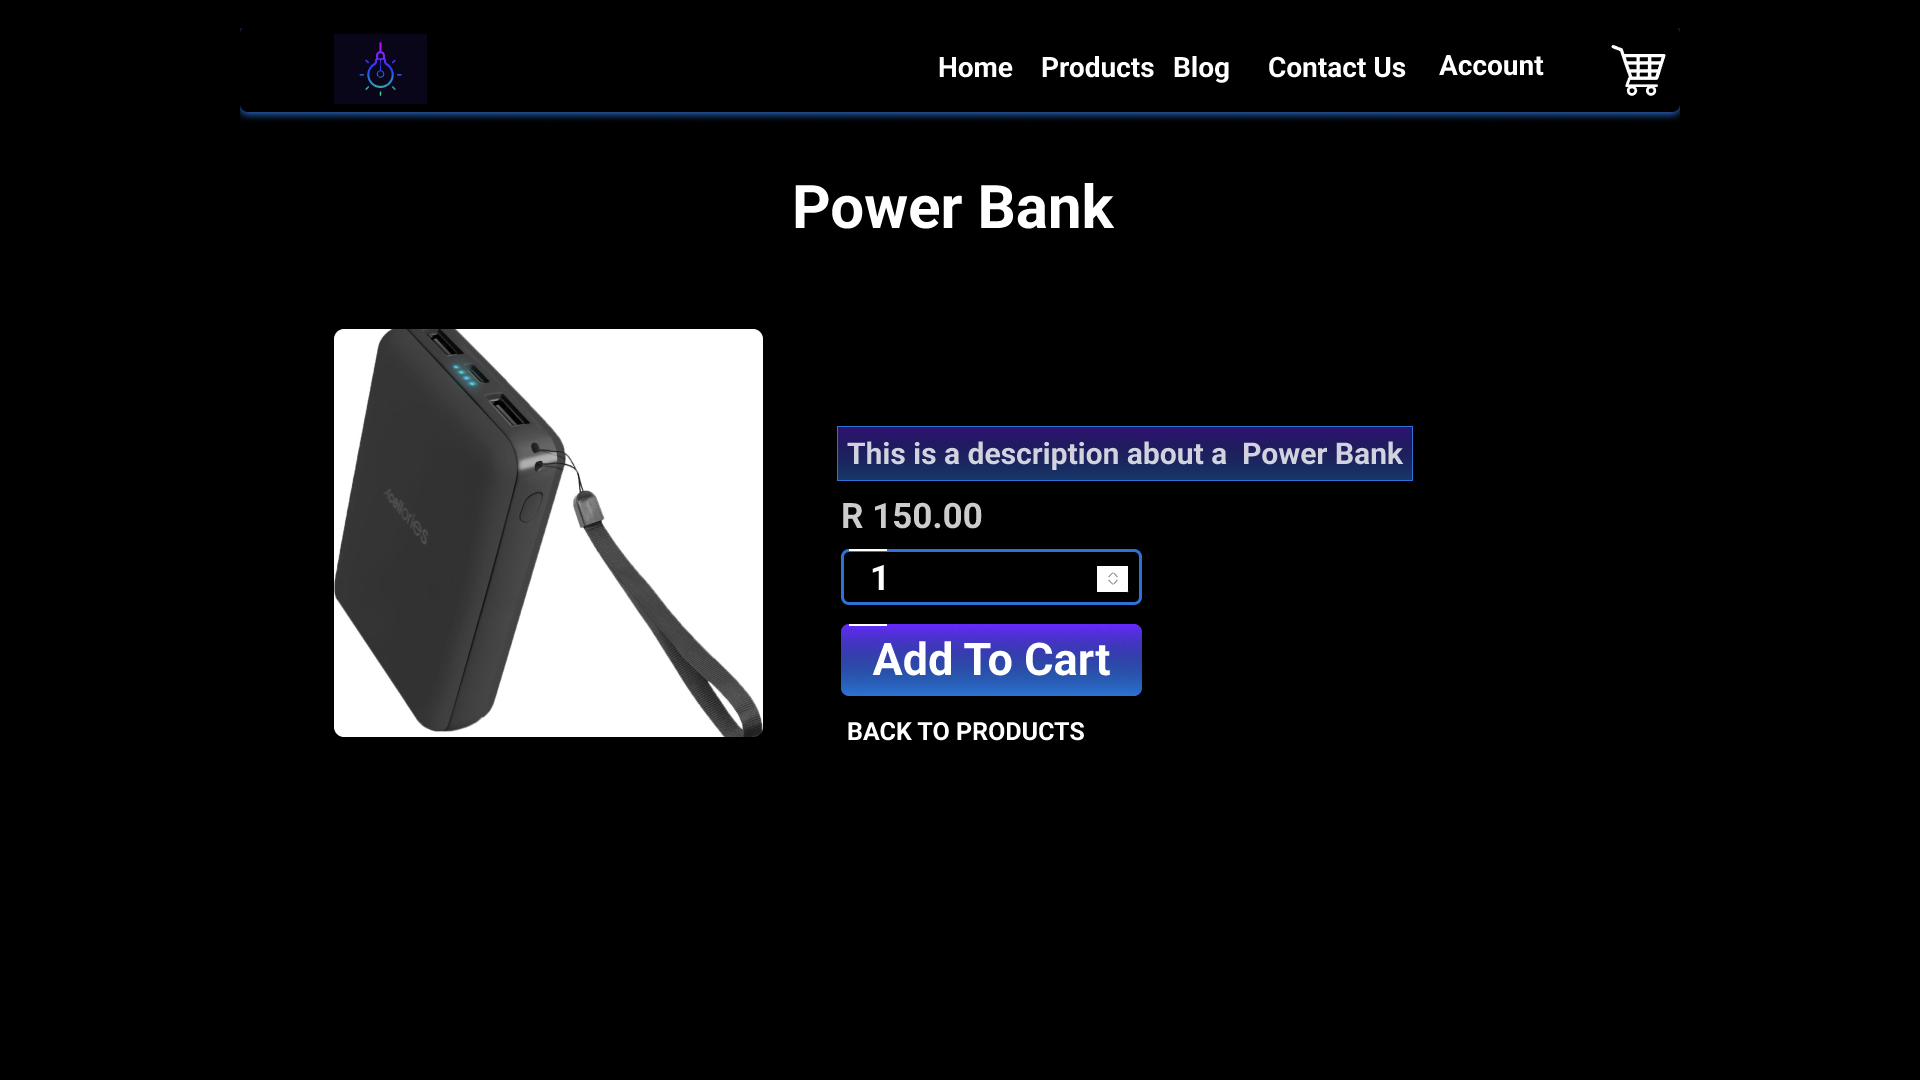 Home Products Blog Contact Us Account
Power Bank
Acellories
This is a description about a Power Bank
R 150.00
1
Add To Cart
BACK TO PRODUCTS